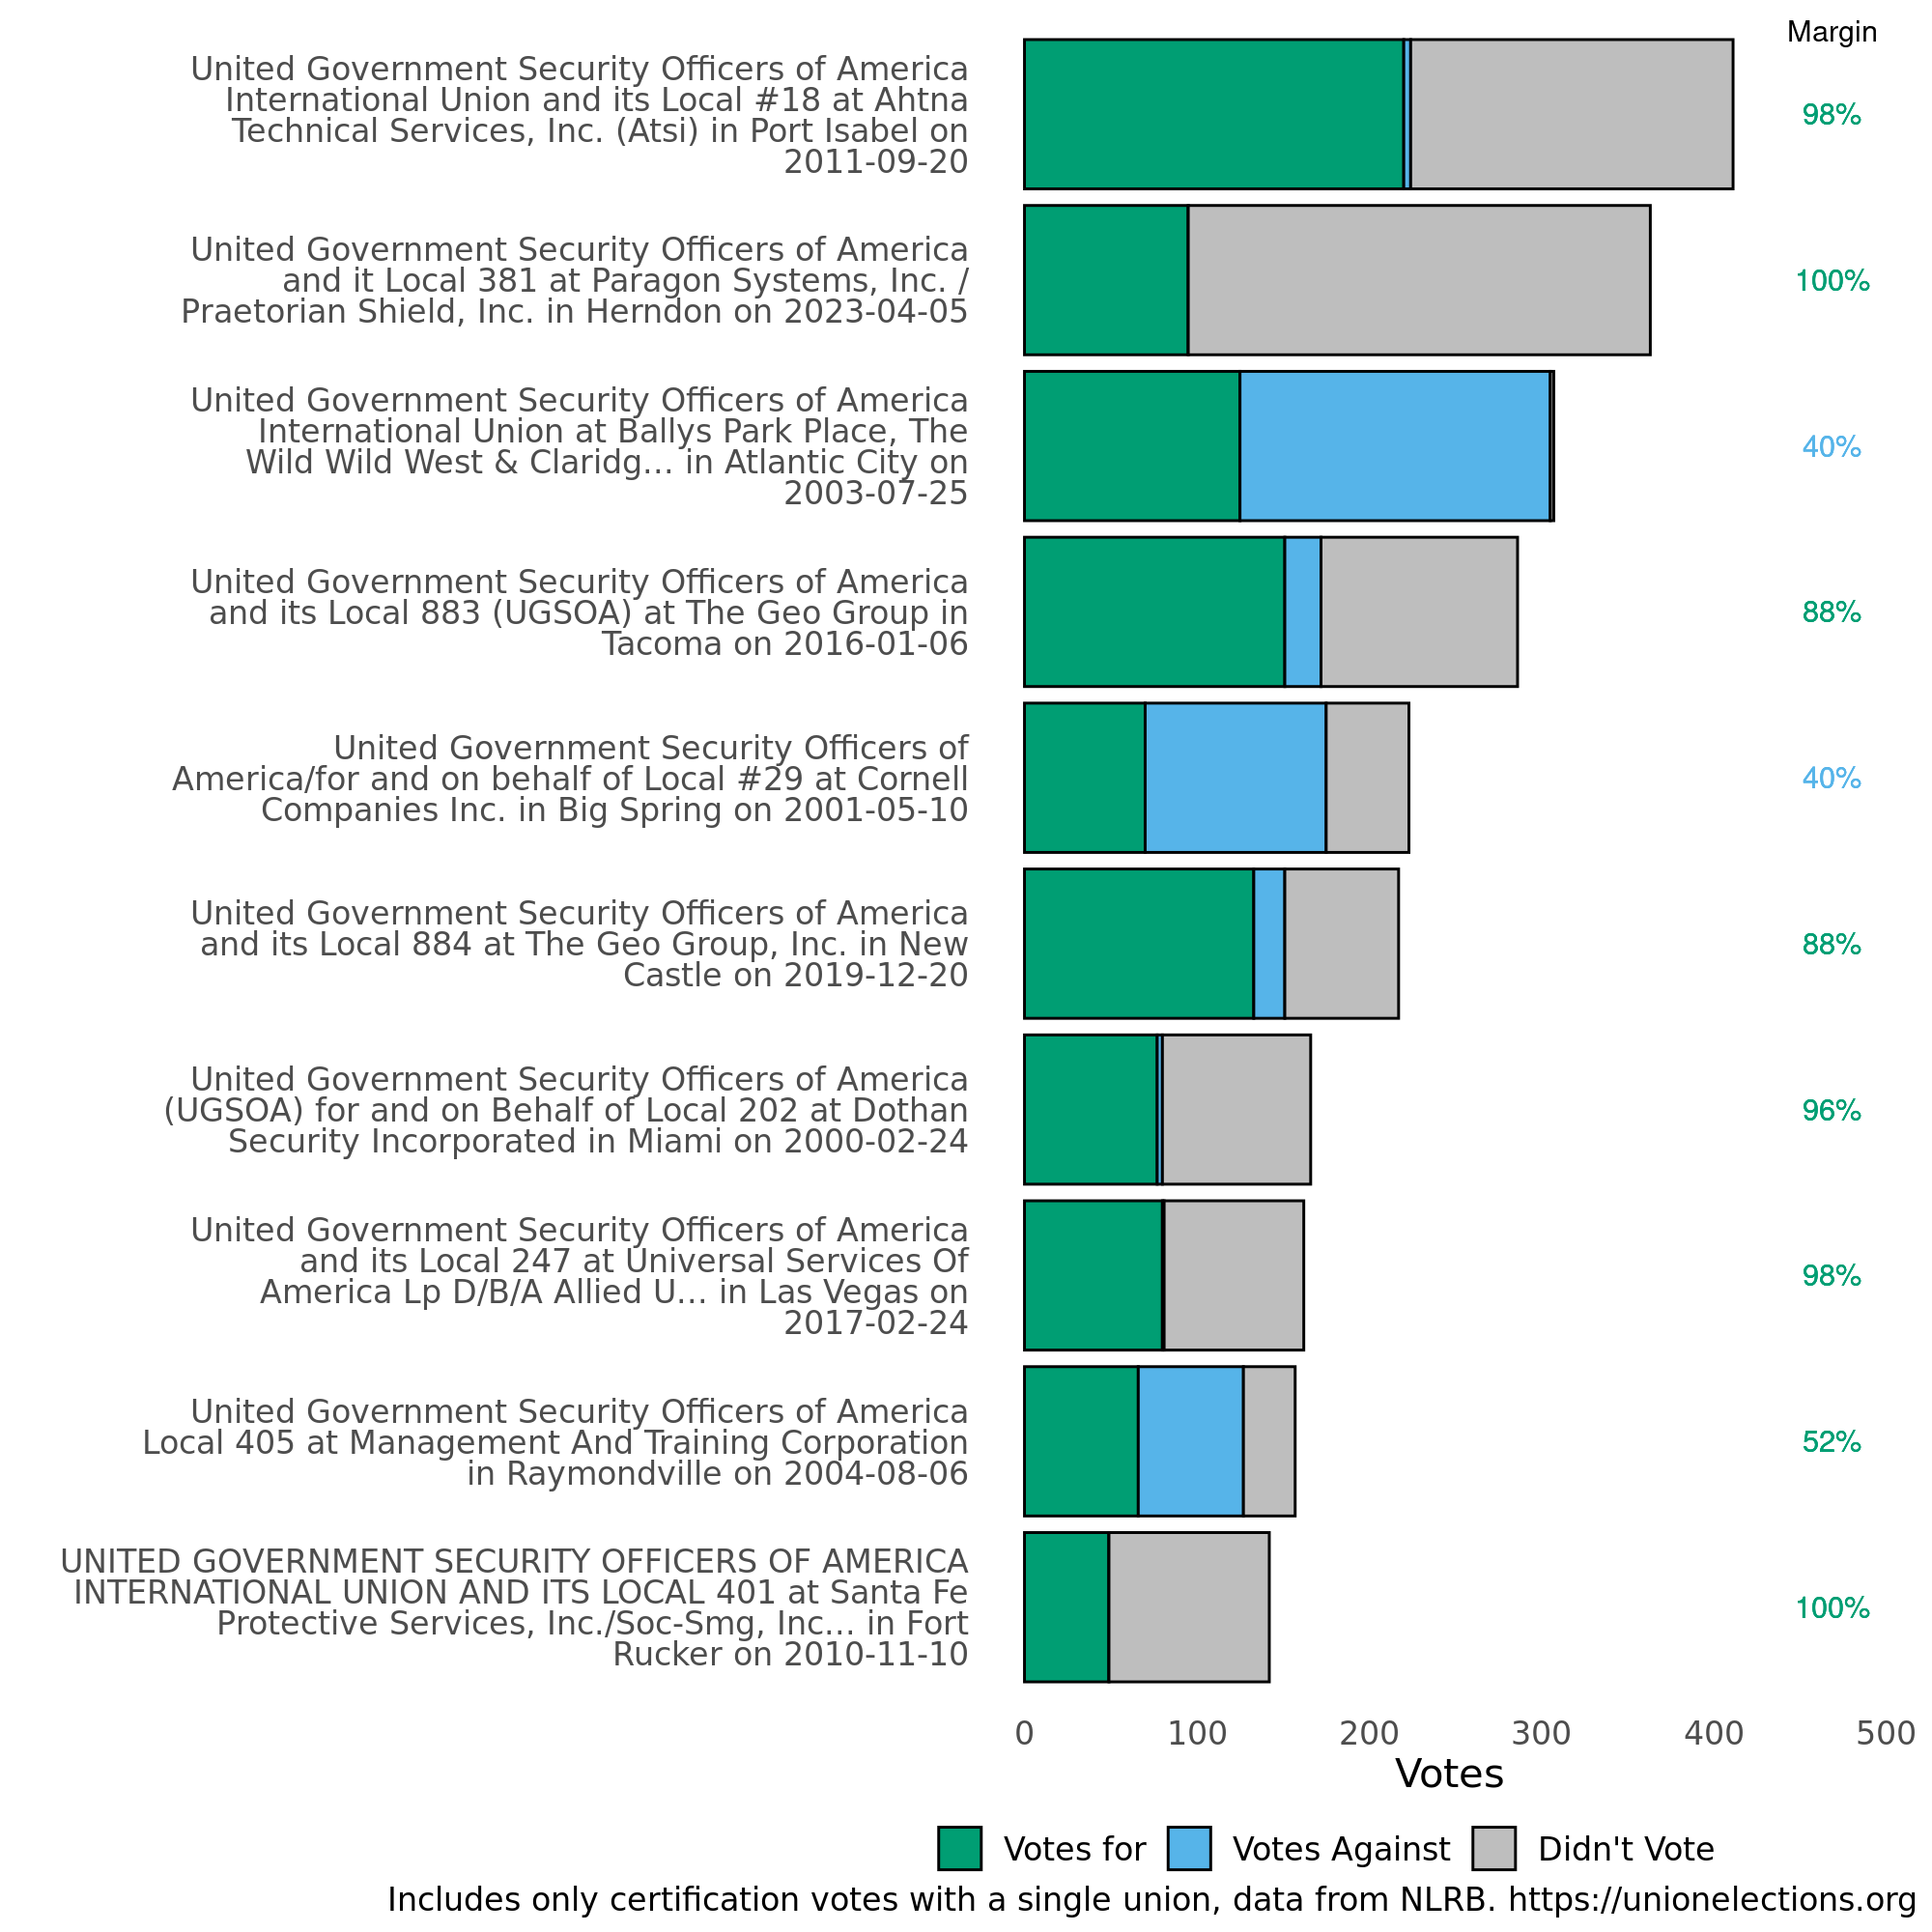 Margin
United Government Security Officers of America
International Union and its Local #18 at Ahtna
Technical Services, Inc. (Atsi) in Port Isabel on
2011-09-20
98%
United Government Security Officers of America
and it Local 381 at Paragon Systems, Inc. /
Praetorian Shield, Inc. in Herndon on 2023-04-05
100%
United Government Security Officers of America
International Union at Ballys Park Place, The
Wild Wild West & Claridg... in Atlantic City on
2003-07-25
40%
United Government Security Officers of America
and its Local 883 (UGSOA) at The Geo Group in
Tacoma on 2016-01-06
88%
United Government Security Officers of
America/for and on behalf of Local #29 at Cornell
Companies Inc. in Big Spring on 2001-05-10
40%
United Government Security Officers of America
and its Local 884 at The Geo Group, Inc. in New
Castle on 2019-12-20
88%
United Government Security Officers of America
(UGSOA) for and on Behalf of Local 202 at Dothan
Security Incorporated in Miami on 2000-02-24
96%
United Government Security Officers of America
and its Local 247 at Universal Services Of
America Lp D/B/A Allied U... in Las Vegas on
2017-02-24
98%
United Government Security Officers of America
Local 405 at Management And Training Corporation
in Raymondville on 2004-08-06
52%
UNITED GOVERNMENT SECURITY OFFICERS OF AMERICA
INTERNATIONAL UNION AND ITS LOCAL 401 at Santa Fe
Protective Services, Inc./Soc-Smg, Inc... in Fort
Rucker on 2010-11-10
100%
0 100 200 300 400 500
Votes
Votes for Votes Against Didn't Vote
Includes only certification votes with a single union, data from NLRB. https://unionelections.org